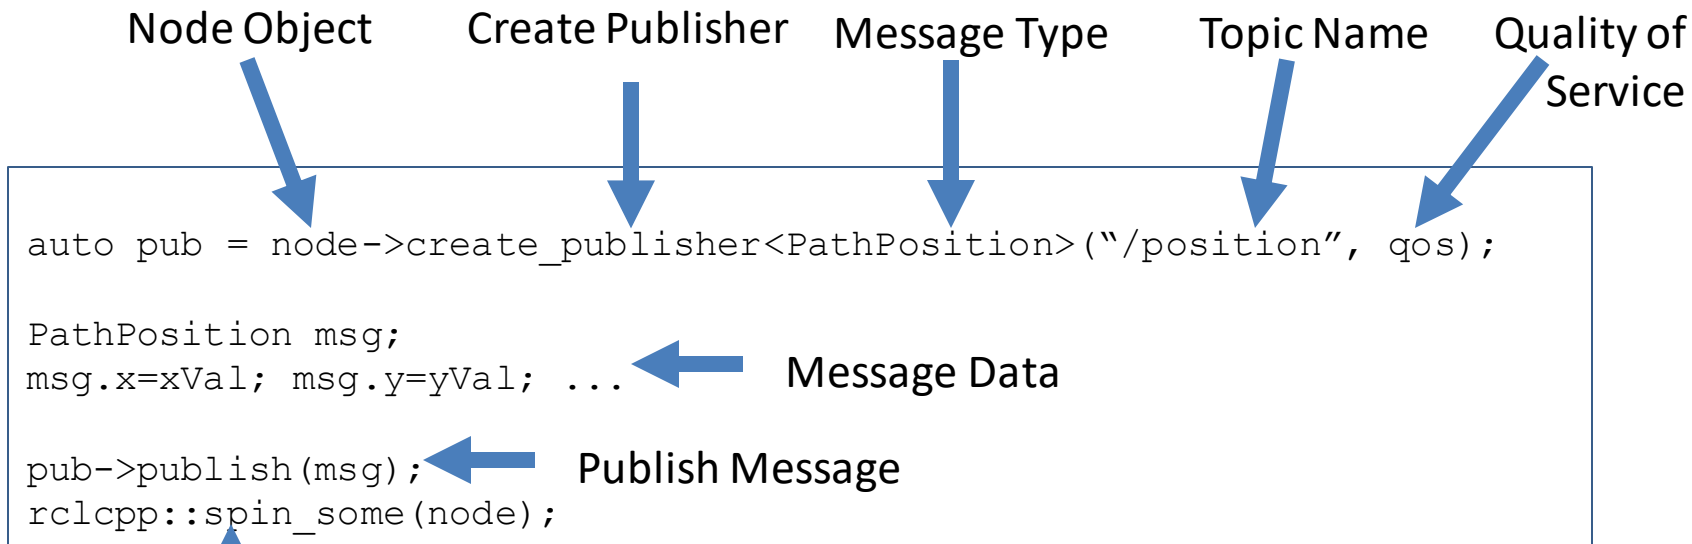 Node Object Create Publisher Message Type Topic Name Quality of
Service
auto pub = node->create_publisher<PathPosition>(“/position”, qos);
PathPosition msg;
msg.x=xVal; msg.y=yVal; ...
Message Data
pub->publish(msg);
Publish Message
rclcpp::spin_some(node);